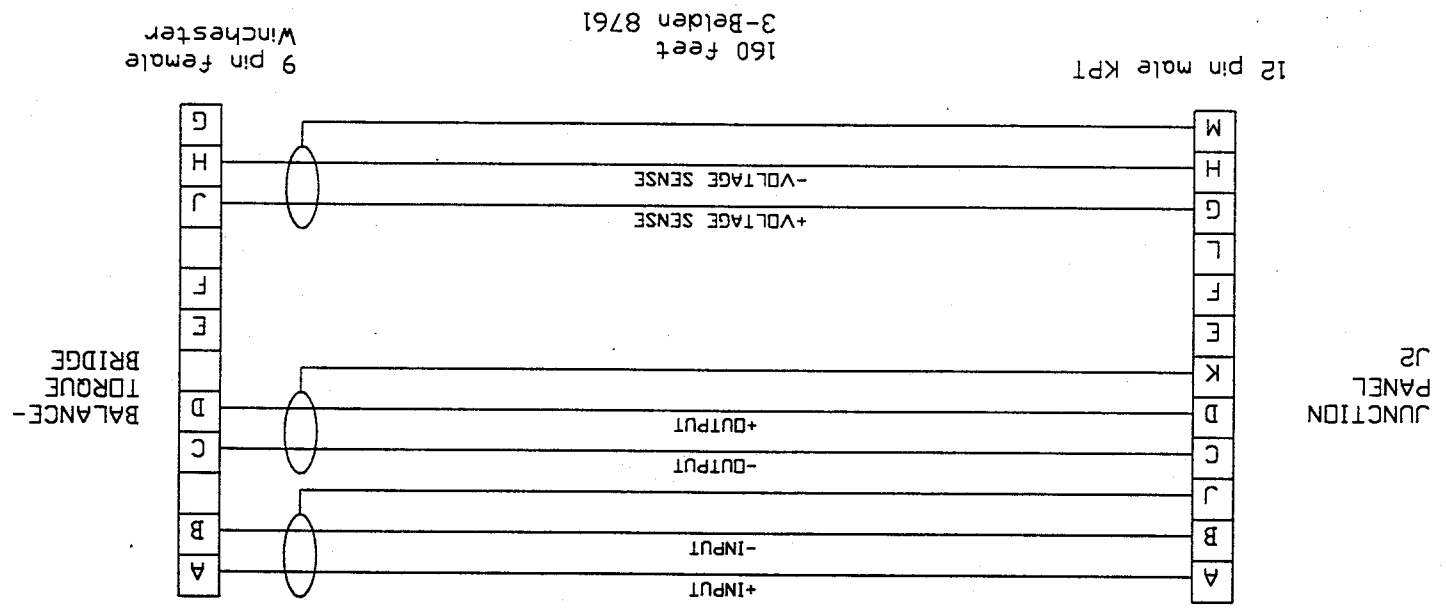 +INPUT
A A
-INPUT
B B
J
-OUTPUT
C C
+OUTPUT
D D
K
JUNCTION
PANEL
J2
BALANCE-
TORQUE
BRIDGE
E E
F F
L
+VOLTAGE SENSE
G J
-VOLTAGE SENSE
H H
M G
12 pin male KPT
160 feet
3-Belden 8761
9 pin female
Winchester